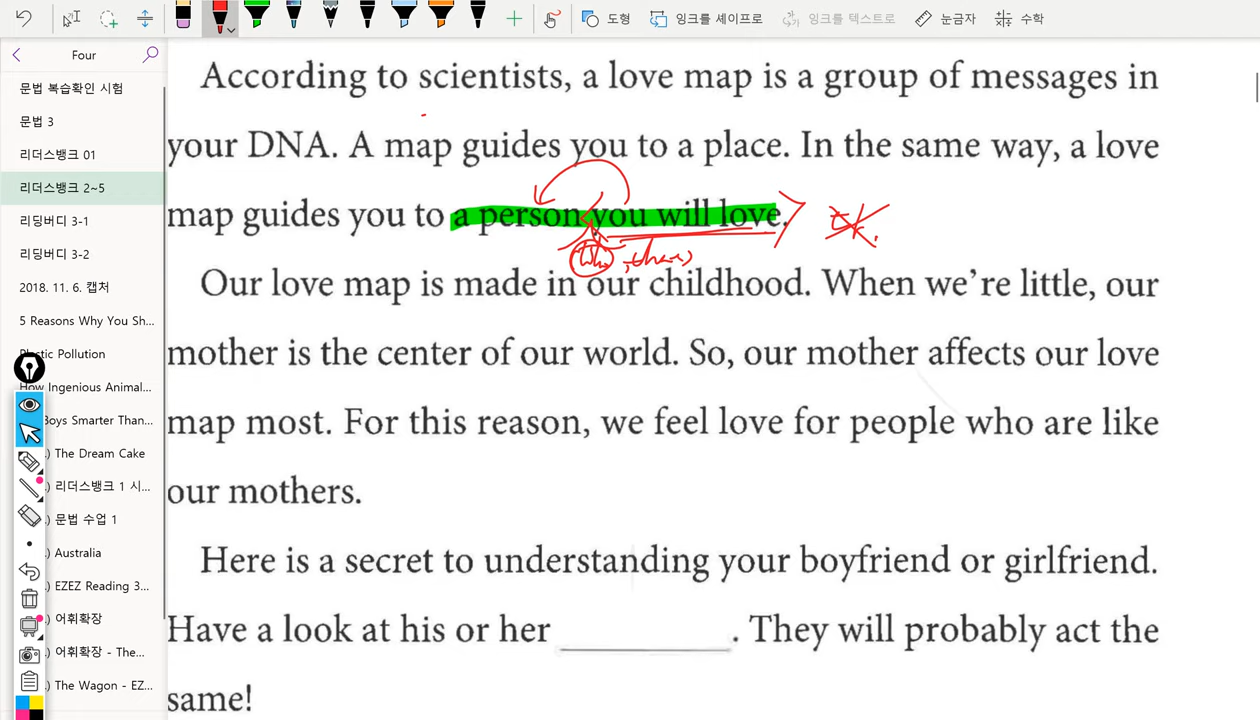 도형
잉크를 셰이프로
잉크를 텍스트로
눈금자
수학
Four
문법 복습확인 시험
문법 3
리더스뱅크 01
리더스뱅크 2~5
리딩버디 3-1
리딩버디 3-2
2018. 11. 6. 캡처
5 Reasons Why You Sh...
Plastic Pollution
How Ingenious Animal...
Boys Smarter Than...
.) The Dream Cake
.) 리더스뱅크 1 시...
.) 문법 수업 1
.) Australia
.) EZEZ Reading 3...
.) 어휘확장
.) 어휘확장 - The...
.) The Wagon - EZ...
According to scientists, a love map is a group of messages in
your DNA. A map guides you to a place. In the same way, a love
map guides you to a person you will love.
Our love map is made in our childhood. When we're little, our
mother is the center of our world. So, our mother affects our love
map most. For this reason, we feel love for people who are like
our mothers.
Here is a secret to understanding your boyfriend or girlfriend.
Have a look at his or her ________. They will probably act the
same!